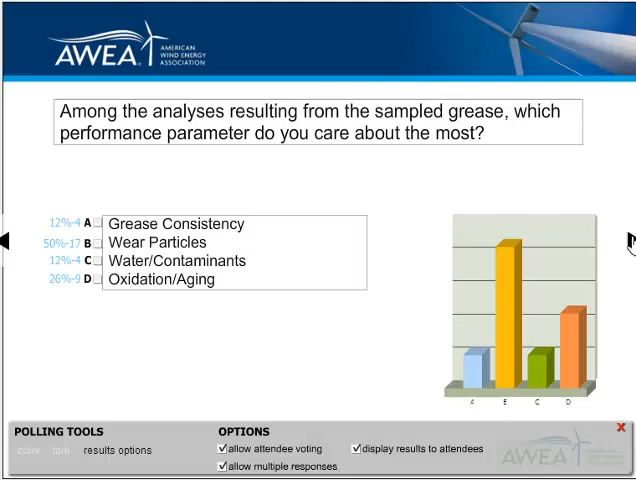 AWEA.
AMERICAN
WIND ENERGY
ASSOCIATION
Among the analyses resulting from the sampled grease, which
performance parameter do you care about the most?
12%-4 A Grease Consistency
50%-17 B Wear Particles
12%-4 C Water/Contaminants
26%-9 D Oxidation/Aging
A B C D
POLLING TOOLS OPTIONS X
color tools results options allow attendee voting display results to attendees
allow multiple responses
AWEA